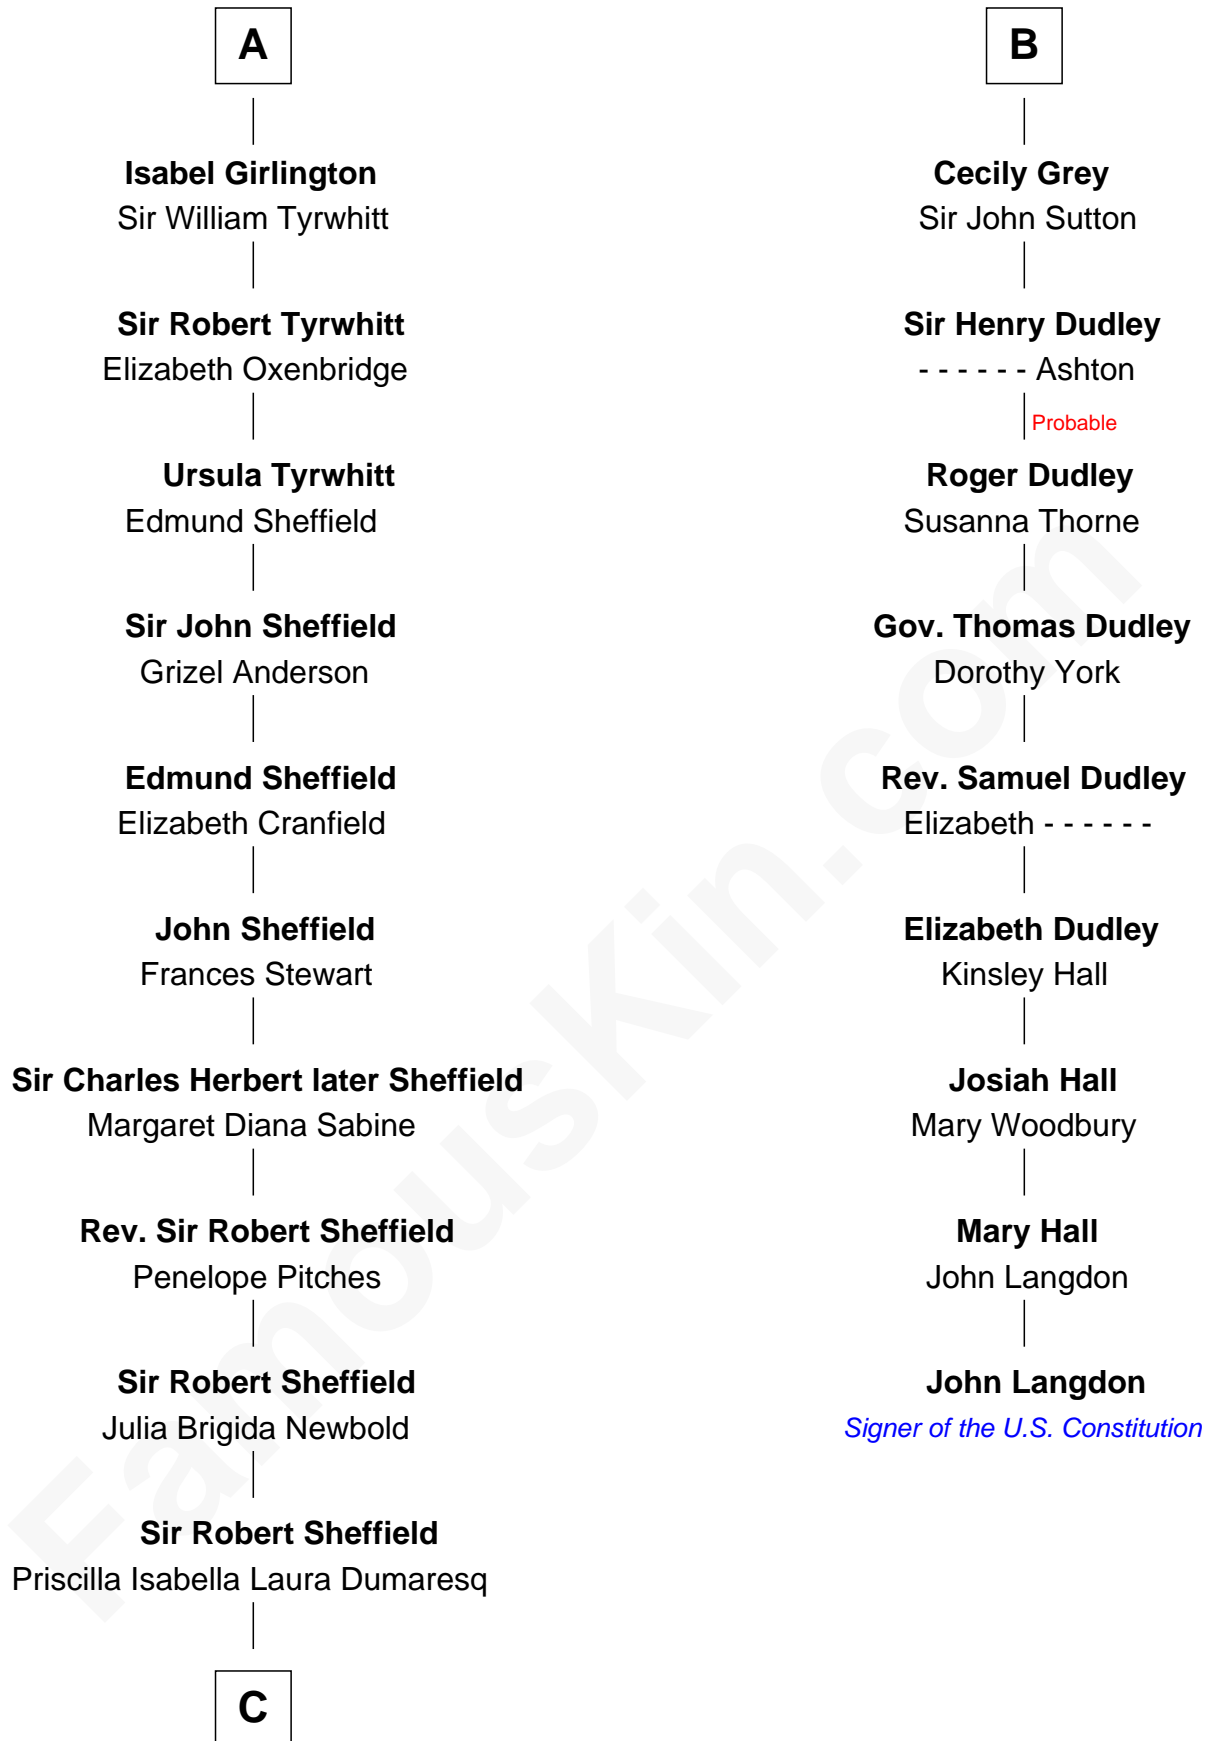 A
Isabel Girlington
Sir William Tyrwhitt
Sir Robert Tyrwhitt
Elizabeth Oxenbridge
Ursula Tyrwhitt
Edmund Sheffield
Sir John Sheffield
Grizel Anderson
Edmund Sheffield
Elizabeth Cranfield
John Sheffield
Frances Stewart
Sir Charles Herbert later Sheffield
Margaret Diana Sabine
Rev. Sir Robert Sheffield
Penelope Pitches
Sir Robert Sheffield
Julia Brigida Newbold
Sir Robert Sheffield
Priscilla Isabella Laura Dumaresq
C
B
Cecily Grey
Sir John Sutton
Sir Henry Dudley
- - - - - - Ashton
Probable
Roger Dudley
Susanna Thorne
Gov. Thomas Dudley
Dorothy York
Rev. Samuel Dudley
Elizabeth - - - - - -
Elizabeth Dudley
Kinsley Hall
Josiah Hall
Mary Woodbury
Mary Hall
John Langdon
John Langdon
Signer of the U.S. Constitution
FamousKin.com